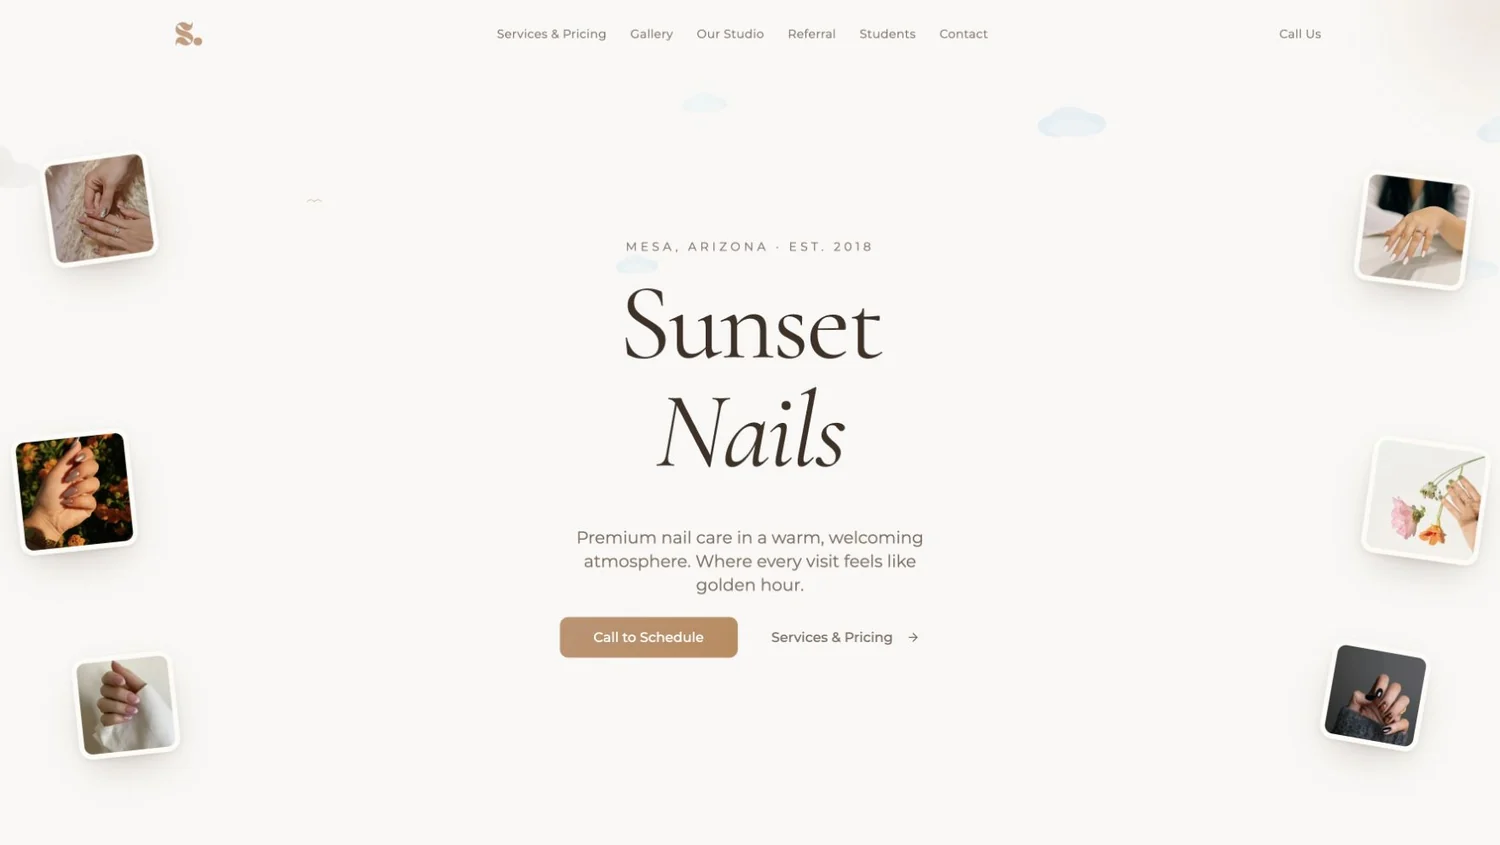 S.
Services & Pricing
Gallery
Our Studio
Referral
Students
Contact
Call Us
MESA, ARIZONA · EST. 2018
Sunset
Nails
Premium nail care in a warm, welcoming
atmosphere. Where every visit feels like
golden hour.
Call to Schedule
Services & Pricing →